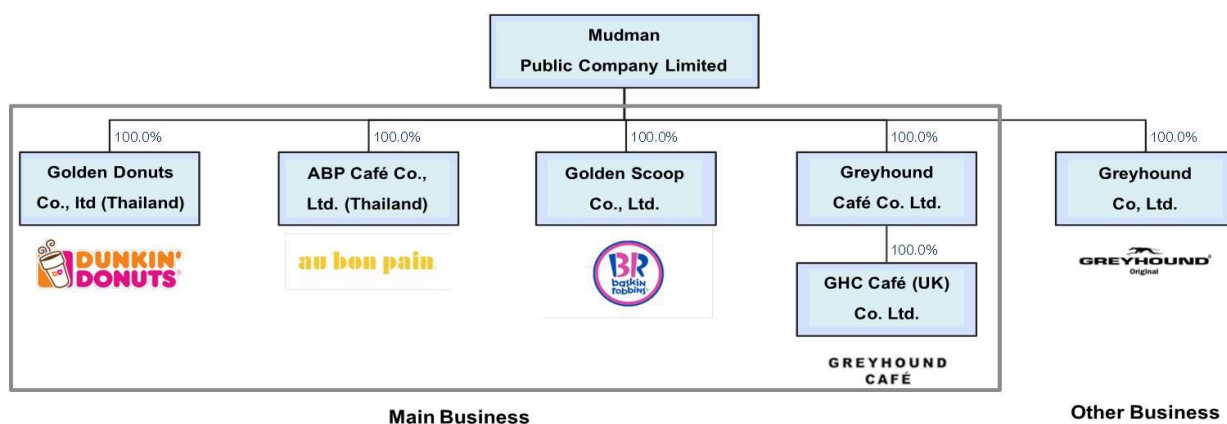 Mudman
Public Company Limited
100.0%
100.0%
100.0%
100.0%
100.0%
Golden Donuts
Co., ltd (Thailand)
ABP Café Co.,
Ltd. (Thailand)
Golden Scoop
Co., Ltd.
Greyhound
Café Co. Ltd.
Greyhound
Co, Ltd.
DUNKIN'
DONUTS
DD
au bon pain
BR
baskin
robbins
100.0%
GHC Café (UK)
Co. Ltd.
GREYHOUND
CAFÉ
GREYHOUND
Original
Main Business
Other Business